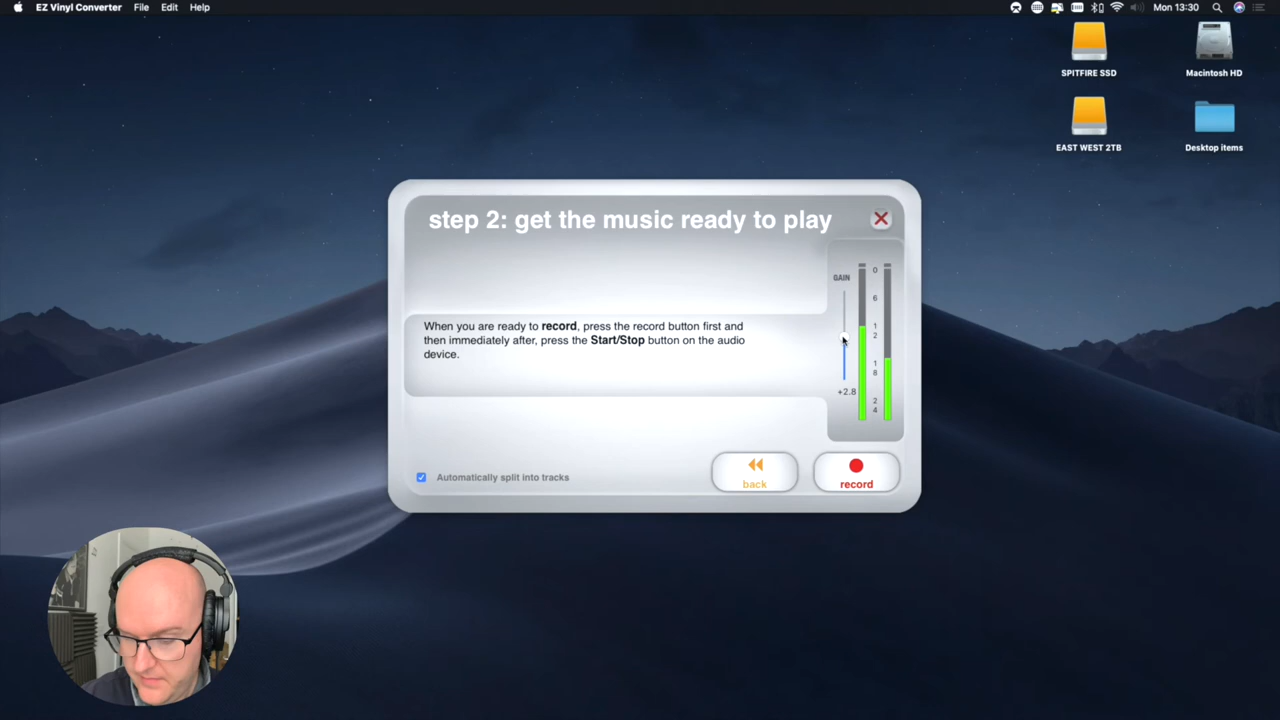 EZ Vinyl Converter File Edit Help
Mon 13:30
SPITFIRE SSD
Macintosh HD
EAST WEST 2TB
Desktop items
step 2: get the music ready to play
GAIN
0
6
1
2
1
8
2
4
+2.8
When you are ready to record, press the record button first and
then immediately after, press the Start/Stop button on the audio
device.
Automatically split into tracks
back
record